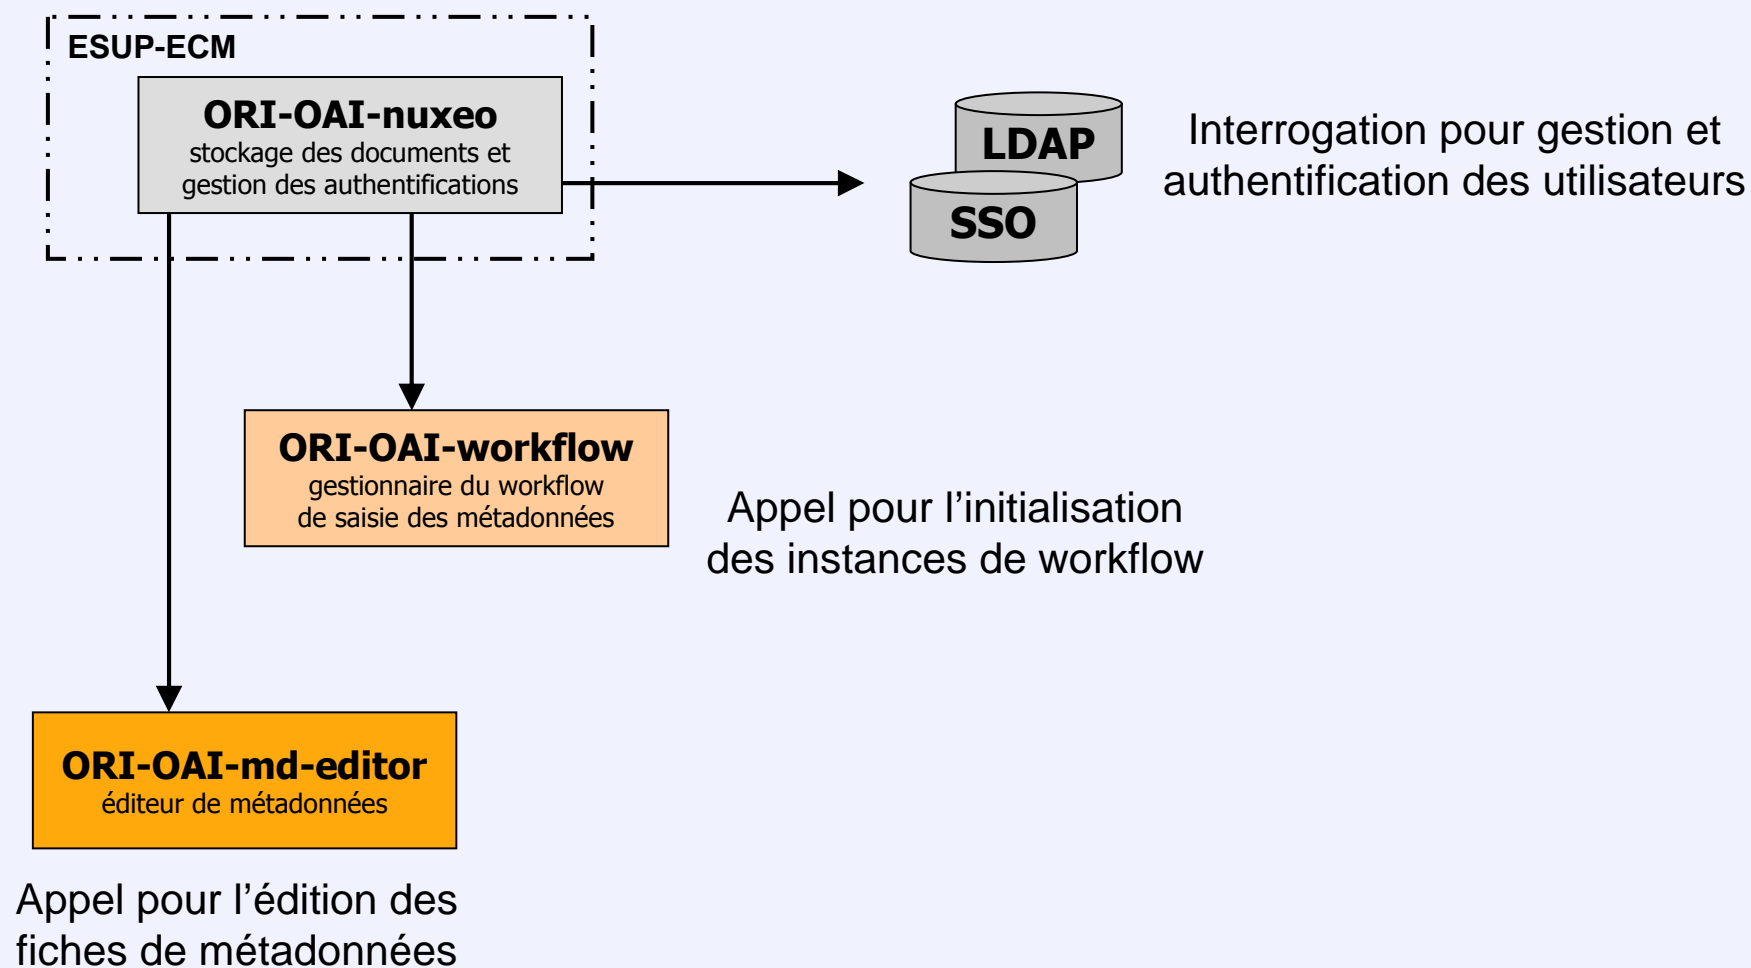 ESUP-ECM
ORI-OAI-nuxeo
stockage des documents et
gestion des authentifications
LDAP
SSO
Interrogation pour gestion et
authentification des utilisateurs
ORI-OAI-workflow
gestionnaire du workflow
de saisie des métadonnées
Appel pour l’initialisation
des instances de workflow
ORI-OAI-md-editor
éditeur de métadonnées
Appel pour l’édition des
fiches de métadonnées